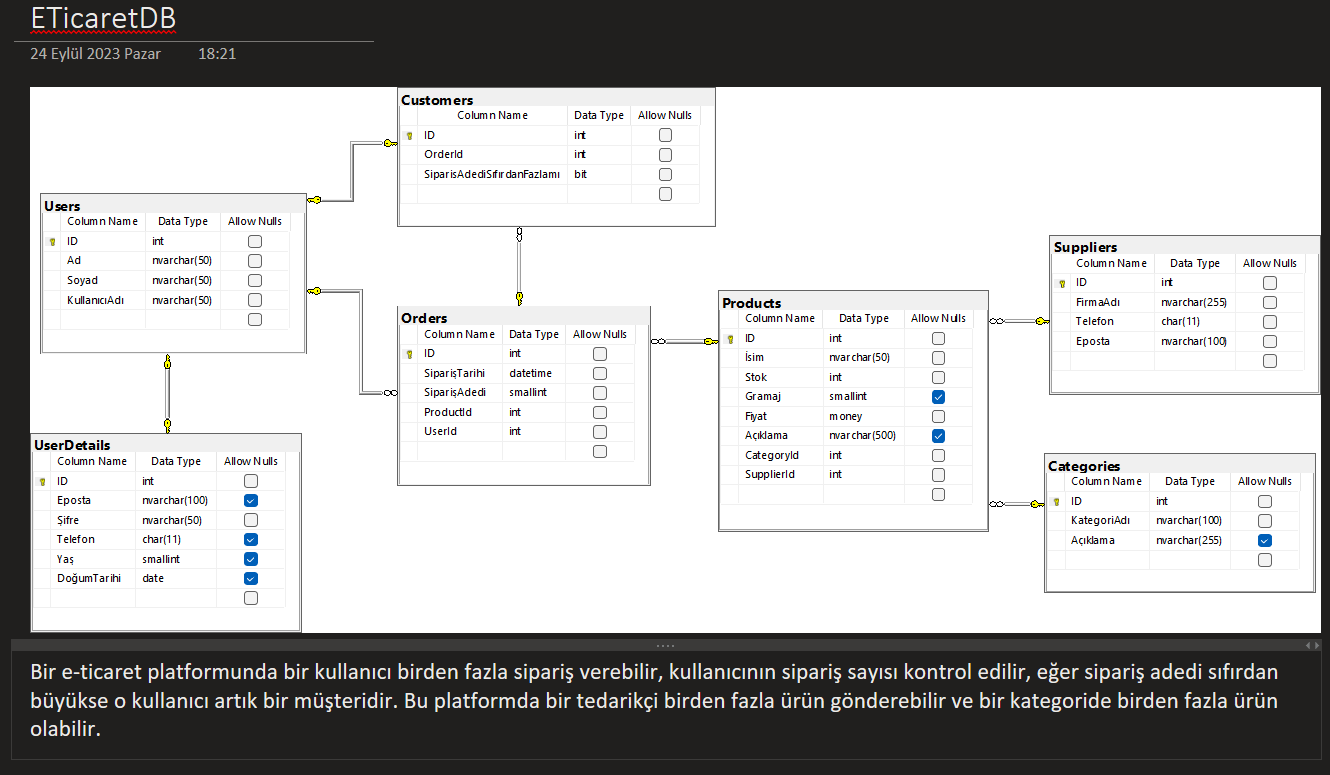 ETicaretDB
24 Eylül 2023 Pazar 18:21
Customers
Column Name Data Type Allow Nulls
ID int
OrderId int
SiparisAdediSıfırdanFazlamı bit
Users
Column Name Data Type Allow Nulls
ID int
Ad nvarchar(50)
Soyad nvarchar(50)
KullanıcıAdı nvarchar(50)
Orders
Column Name Data Type Allow Nulls
ID int
SiparişTarihi datetime
SiparişAdedi smallint
ProductId int
UserId int
Products
Column Name Data Type Allow Nulls
ID int
İsim nvarchar(50)
Stok int
Gramaj smallint
Fiyat money
Açıklama nvarchar(500)
CategoryId int
SupplierId int
Suppliers
Column Name Data Type Allow Nulls
ID int
FirmaAdı nvarchar(255)
Telefon char(11)
Eposta nvarchar(100)
UserDetails
Column Name Data Type Allow Nulls
ID int
Eposta nvarchar(100)
Şifre nvarchar(50)
Telefon char(11)
Yaş smallint
DoğumTarihi date
Categories
Column Name Data Type Allow Nulls
ID int
KategoriAdı nvarchar(100)
Açıklama nvarchar(255)
Bir e-ticaret platformunda bir kullanıcı birden fazla sipariş verebilir, kullanıcının sipariş sayısı kontrol edilir, eğer sipariş adedi sıfırdan
büyükse o kullanıcı artık bir müşteridir. Bu platformda bir tedarikçi birden fazla ürün gönderebilir ve bir kategoride birden fazla ürün
olabilir.